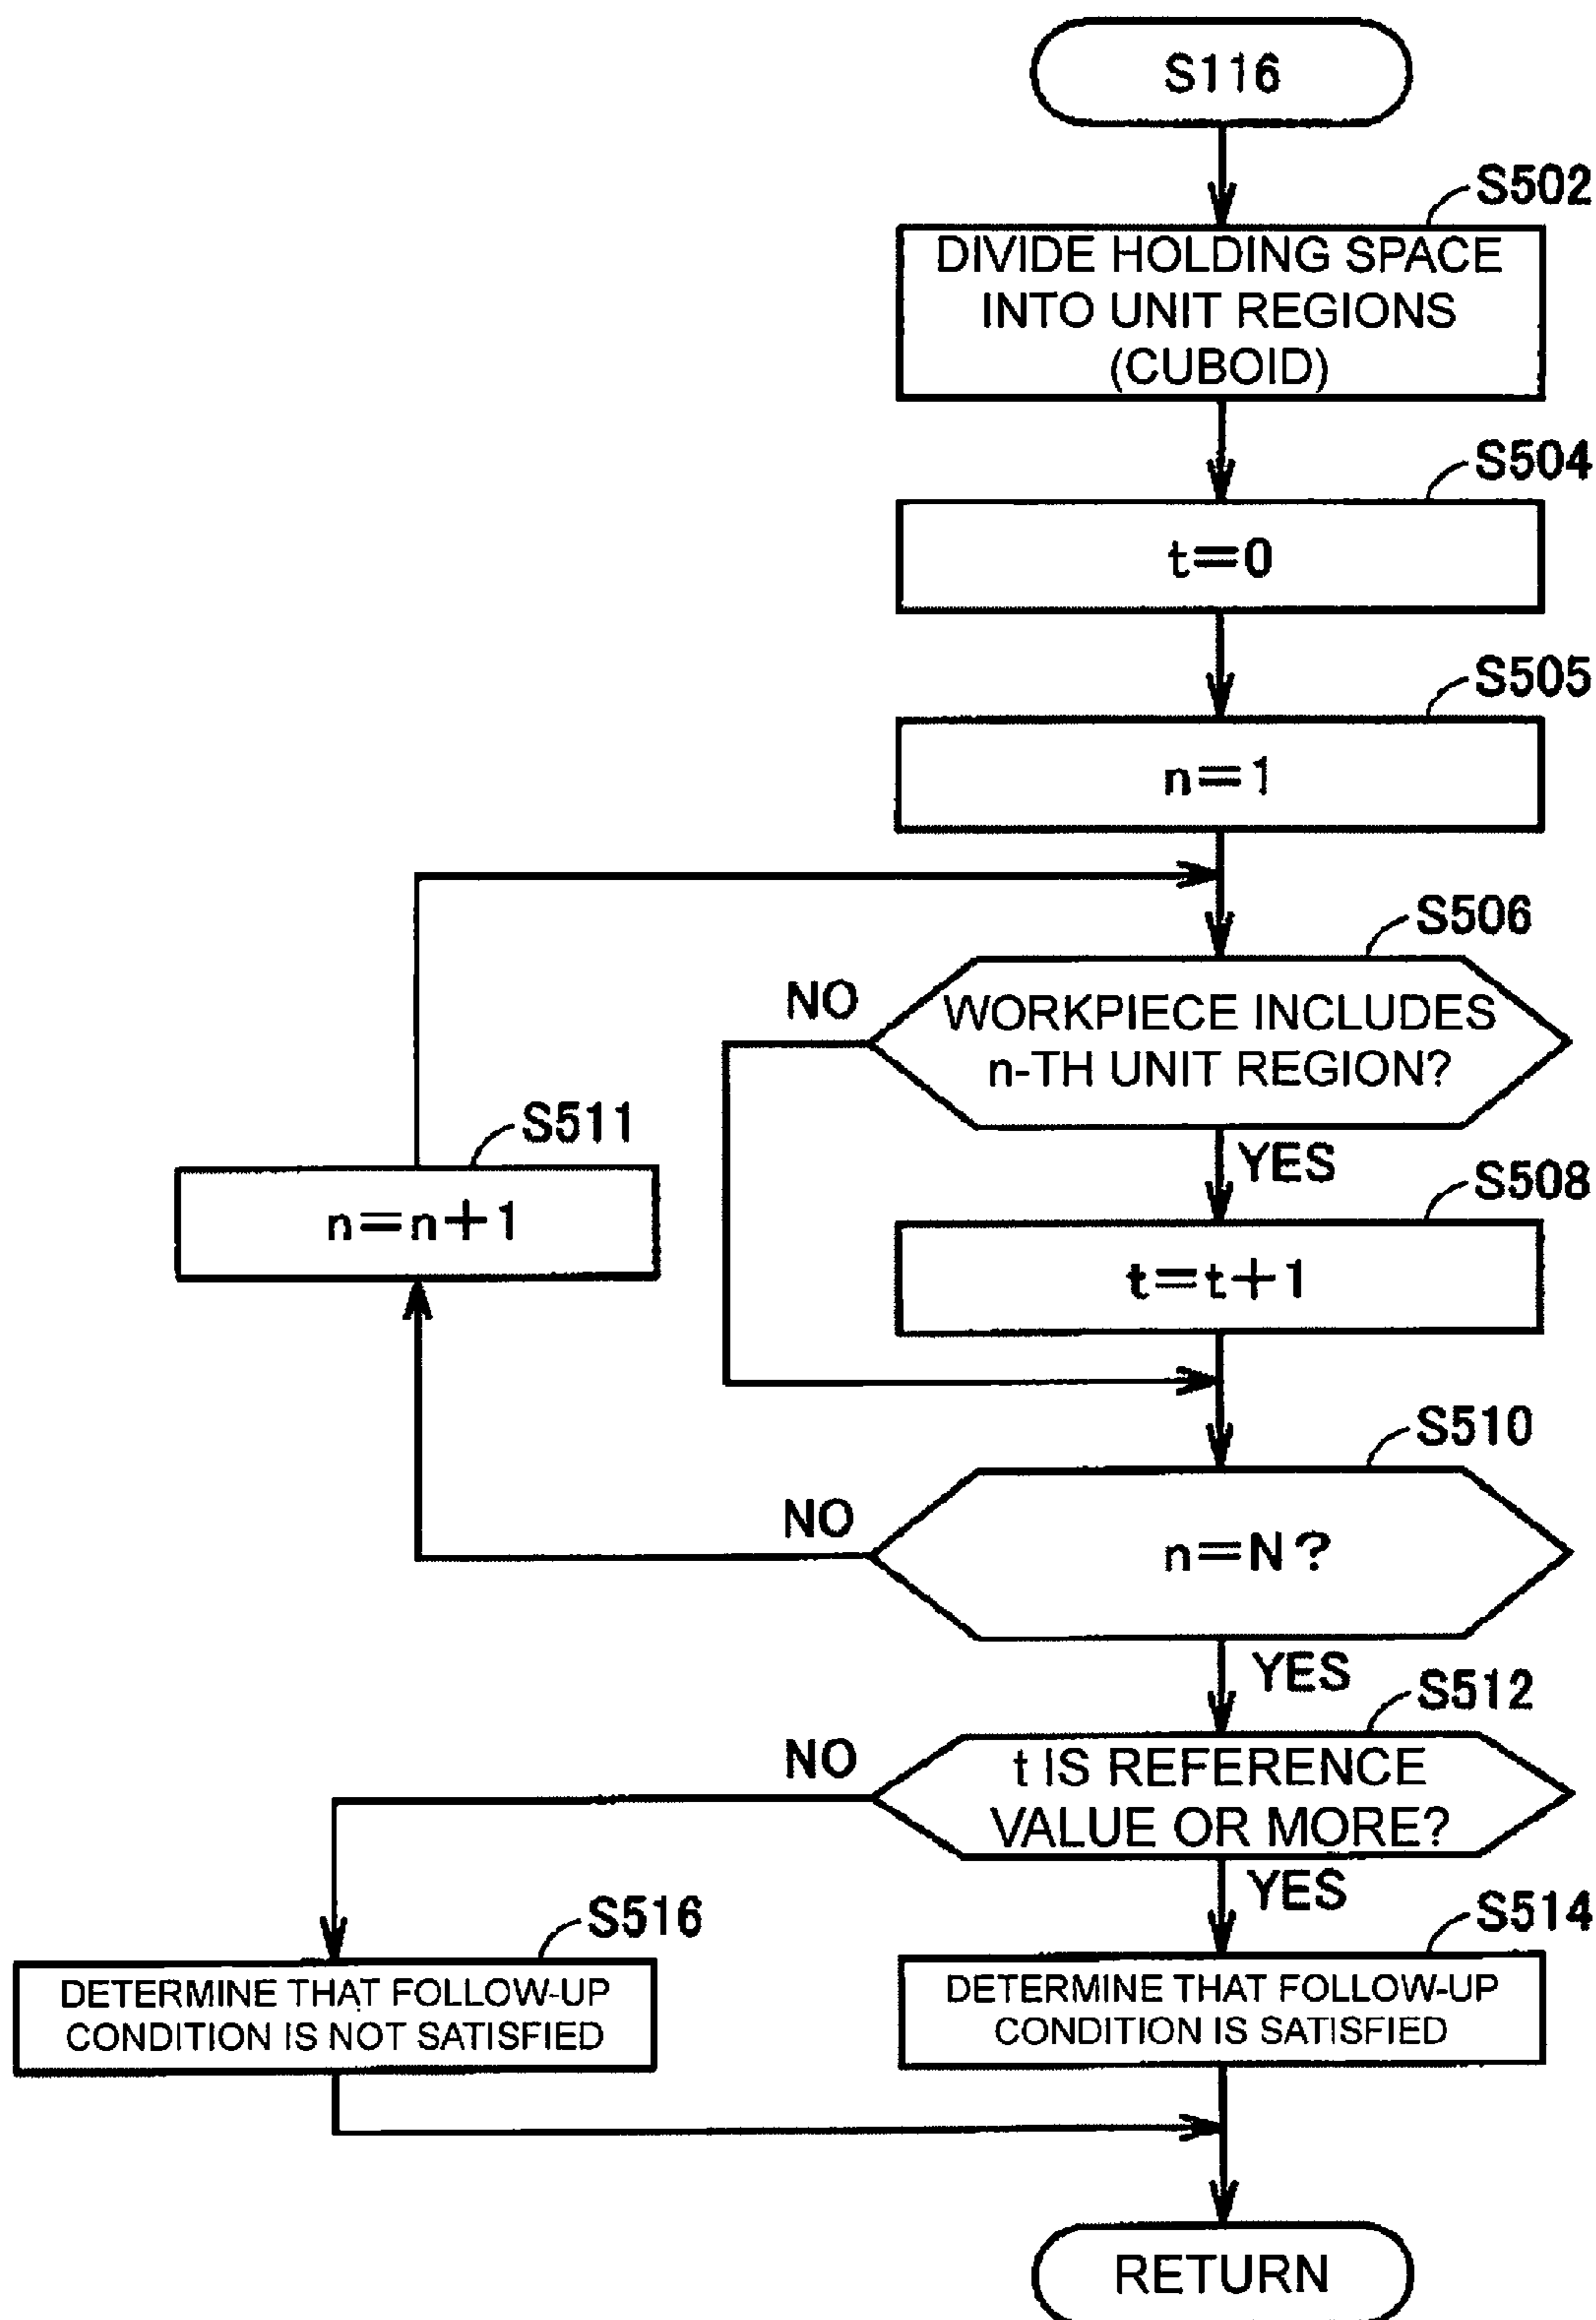 S116
S502
DIVIDE HOLDING SPACE
INTO UNIT REGIONS
(CUBOID)
S504
t=0
S505
n=1
S506
NO
WORKPIECE INCLUDES
n-TH UNIT REGION?
YES
S511
n=n+1
S508
t=t+1
S510
NO
n=N?
YES
S512
NO
t IS REFERENCE
VALUE OR MORE?
YES
S516
DETERMINE THAT FOLLOW-UP
CONDITION IS NOT SATISFIED
S514
DETERMINE THAT FOLLOW-UP
CONDITION IS SATISFIED
RETURN